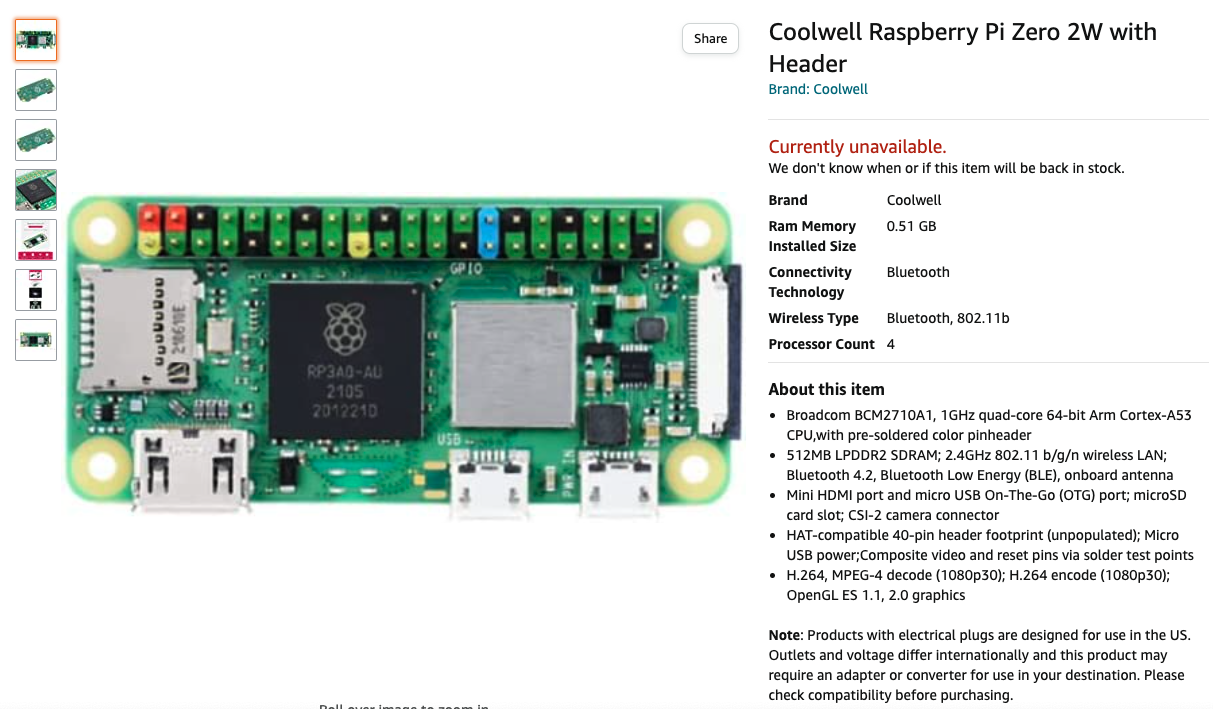 Share
Coolwell Raspberry Pi Zero 2W with
Header
Brand: Coolwell
Currently unavailable.
We don't know when or if this item will be back in stock.
Brand Coolwell
Ram Memory 0.51 GB
Installed Size
Connectivity Bluetooth
Technology
Wireless Type Bluetooth, 802.11b
Processor Count 4
About this item
Broadcom BCM2710A1, 1GHz quad-core 64-bit Arm Cortex-A53
CPU,with pre-soldered color pinheader
512MB LPDDR2 SDRAM; 2.4GHz 802.11 b/g/n wireless LAN;
Bluetooth 4.2, Bluetooth Low Energy (BLE), onboard antenna
Mini HDMI port and micro USB On-The-Go (OTG) port; microSD
card slot; CSI-2 camera connector
HAT-compatible 40-pin header footprint (unpopulated); Micro
USB power;Composite video and reset pins via solder test points
H.264, MPEG-4 decode (1080p30); H.264 encode (1080p30);
OpenGL ES 1.1, 2.0 graphics
Note: Products with electrical plugs are designed for use in the US.
Outlets and voltage differ internationally and this product may
require an adapter or converter for use in your destination. Please
check compatibility before purchasing.
GPIO
RP3A0-AU
2105
201221D
USB
PWR IN
Roll over image to zoom in